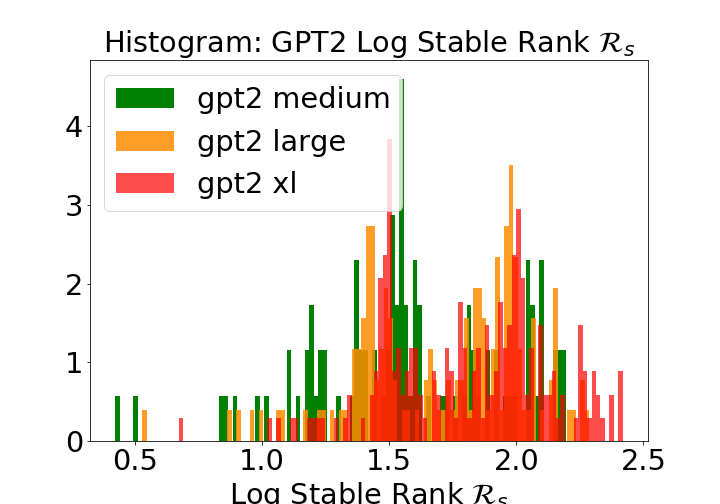 Histogram: GPT2 Log Stable Rank 𝓡ₛ
gpt2 medium
gpt2 large
gpt2 xl
4
3
2
1
0
0.5 1.0 1.5 2.0 2.5
Log Stable Rank 𝓡ₛ